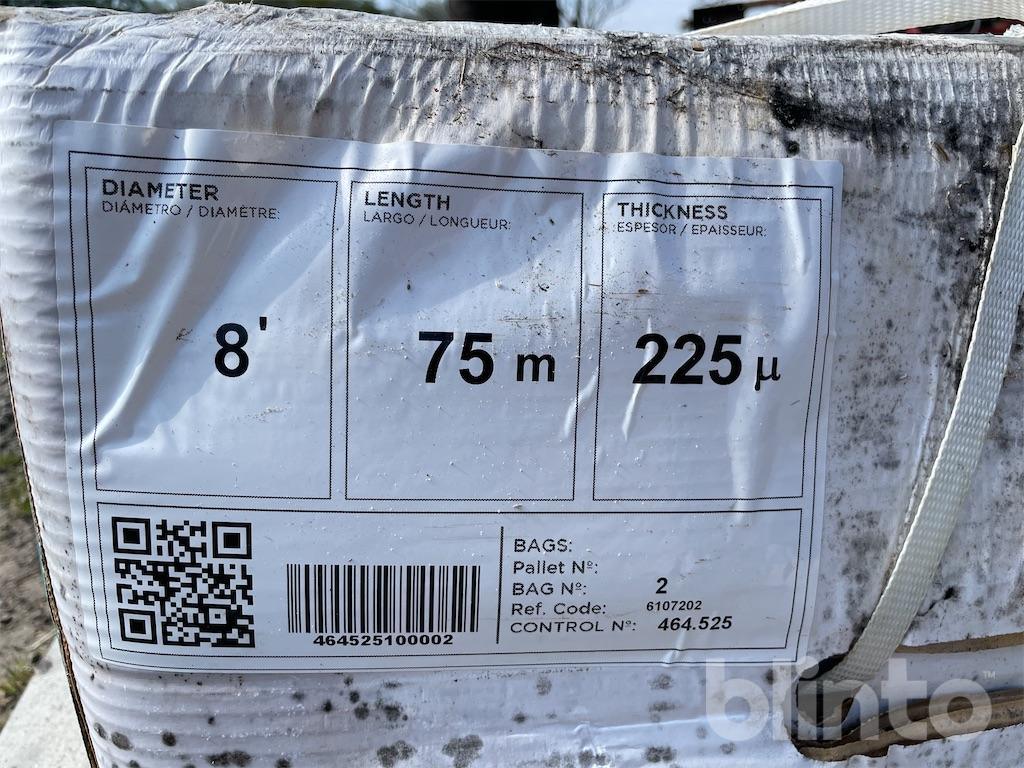 DIAMETER
DIÁMETRO / DIAMÈTRE:
8'
LENGTH
LARGO / LONGUEUR:
75 m
THICKNESS
ESPESOR / EPAISSEUR:
225 µ
464525100002
BAGS:
Pallet Nº:
BAG Nº: 2
Ref. Code: 6107202
CONTROL Nº: 464.525
blinto™